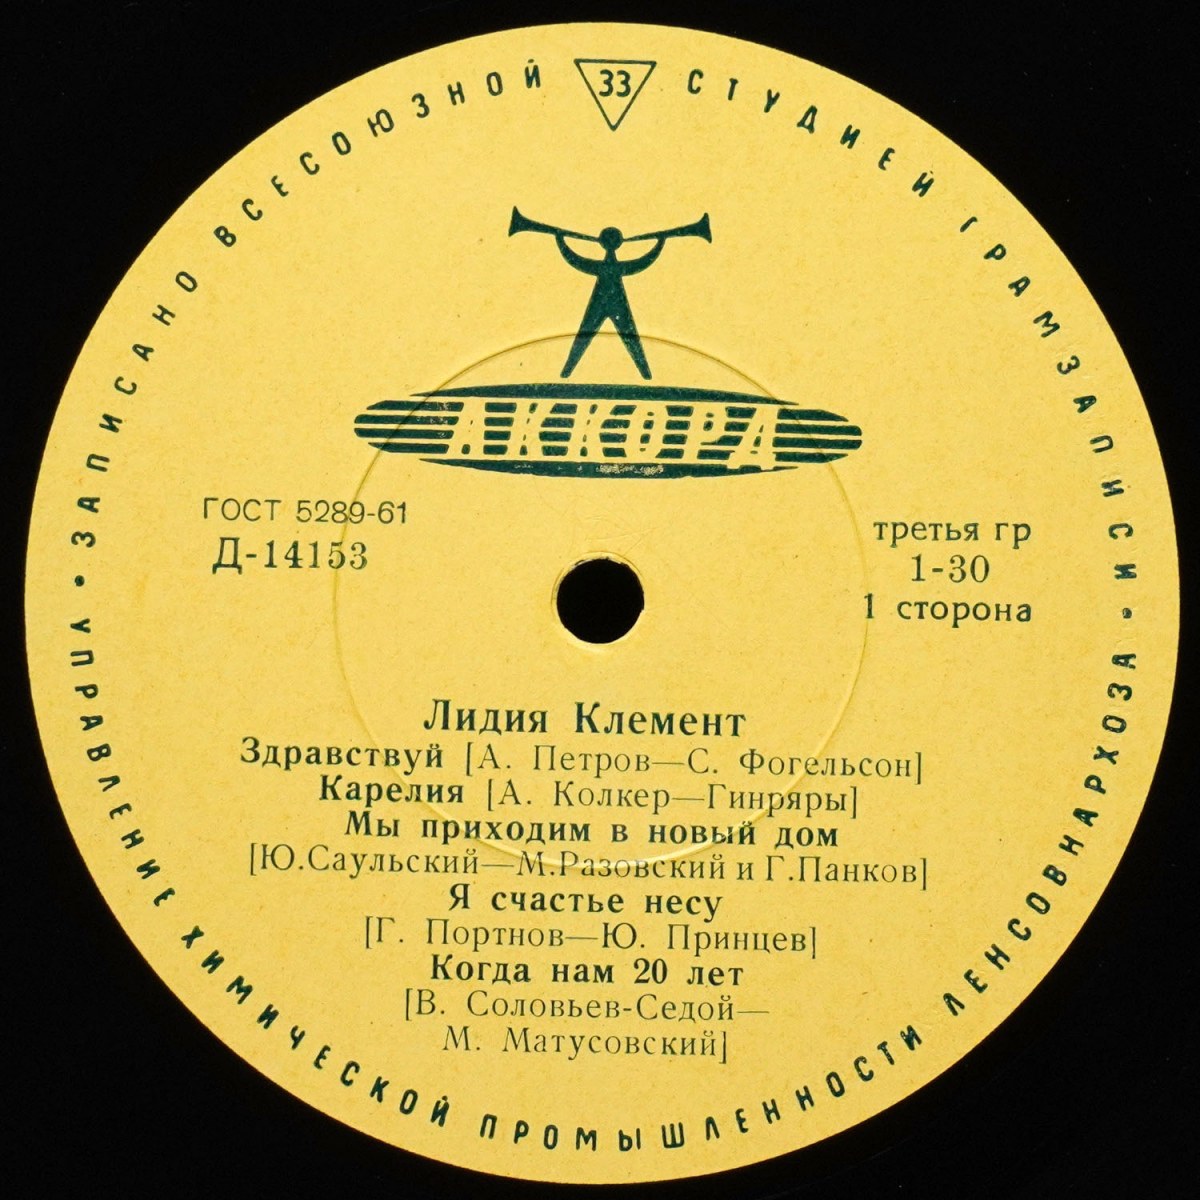 ЗАПИСАНО ВСЕСОЮЗНОЙ 33 СТУДИЕЙ ГРАМЗАПИСИ
АККОРД
ГОСТ 5289-61
Д-14153
третья гр
1-30
1 сторона
Лидия Клемент
Здравствуй [А. Петров—С. Фогельсон]
Карелия [А. Колкер—Гинряры]
Мы приходим в новый дом
[Ю.Саульский—М.Разовский и Г.Панков]
Я счастье несу
[Г. Портнов—Ю. Принцев]
Когда нам 20 лет
[В. Соловьев-Седой—
М. Матусовский]
• УПРАВЛЕНИЕ ХИМИЧЕСКОЙ ПРОМЫШЛЕННОСТИ ЛЕНСОВНАРХОЗА •